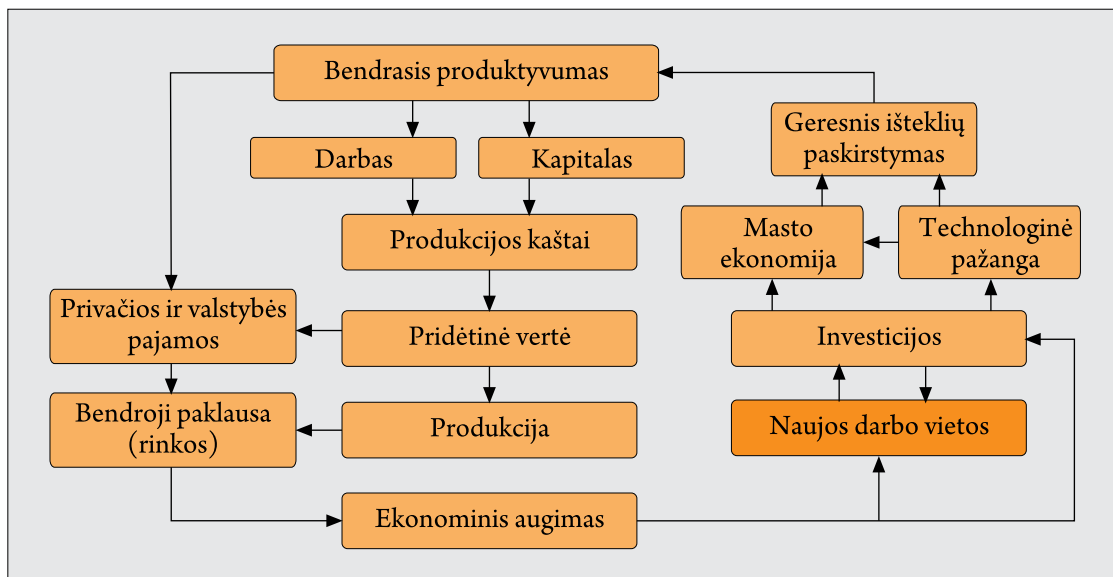 Bendrasis produktyvumas
Darbas
Kapitalas
Geresnis išteklių
paskirstymas
Produkcijos kaštai
Masto
ekonomija
Technologinė
pažanga
Privačios ir valstybės
pajamos
Pridėtinė vertė
Investicijos
Bendroji paklausa
(rinkos)
Produkcija
Naujos darbo vietos
Ekonominis augimas